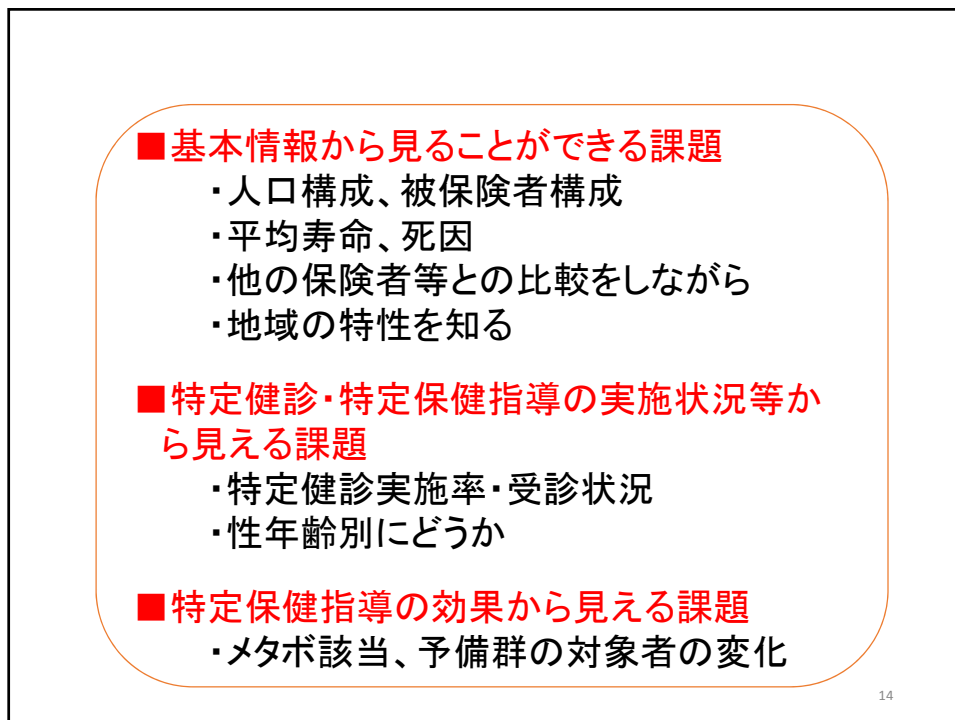 ■基本情報から見ることができる課題
・人口構成、被保険者構成
・平均寿命、死因
・他の保険者等との比較をしながら
・地域の特性を知る
■特定健診・特定保健指導の実施状況等か
ら見える課題
・特定健診実施率・受診状況
・性年齢別にどうか
■特定保健指導の効果から見える課題
・メタボ該当、予備群の対象者の変化
14